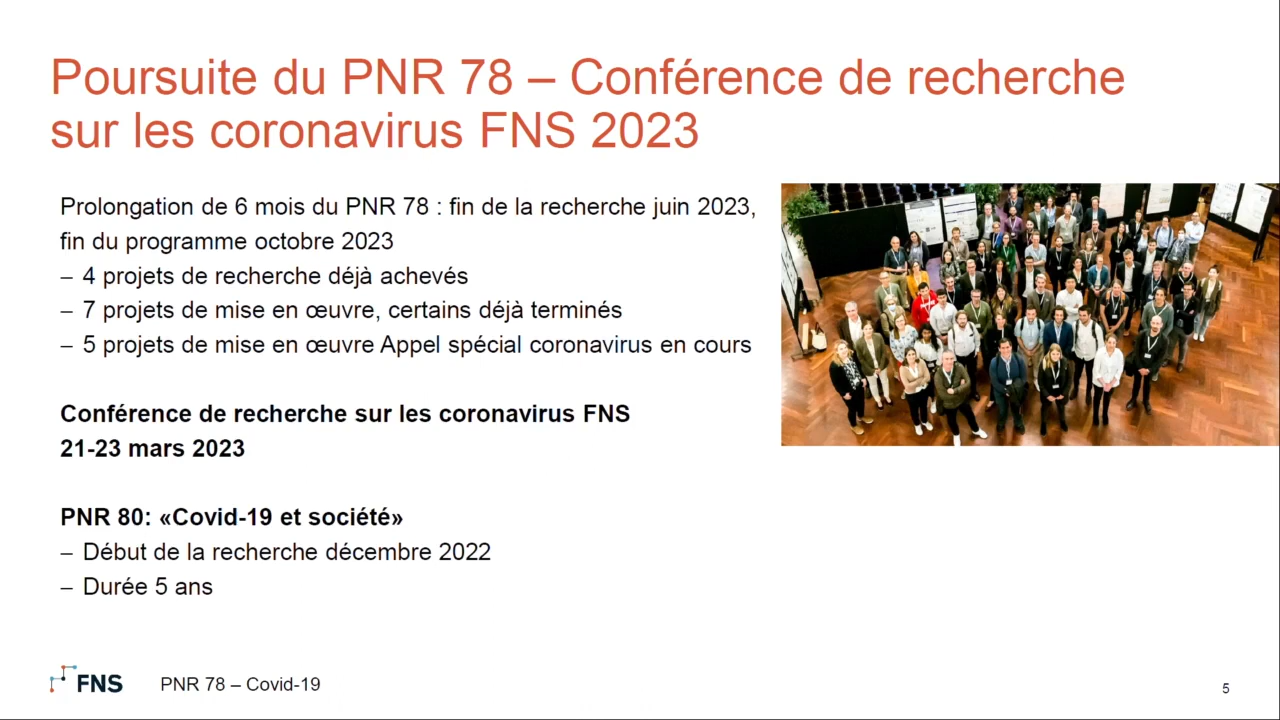 Poursuite du PNR 78 – Conférence de recherche
sur les coronavirus FNS 2023
Prolongation de 6 mois du PNR 78 : fin de la recherche juin 2023,
fin du programme octobre 2023
– 4 projets de recherche déjà achevés
– 7 projets de mise en œuvre, certains déjà terminés
– 5 projets de mise en œuvre Appel spécial coronavirus en cours
Conférence de recherche sur les coronavirus FNS
21-23 mars 2023
PNR 80: «Covid-19 et société»
– Début de la recherche décembre 2022
– Durée 5 ans
FNS
PNR 78 – Covid-19
5